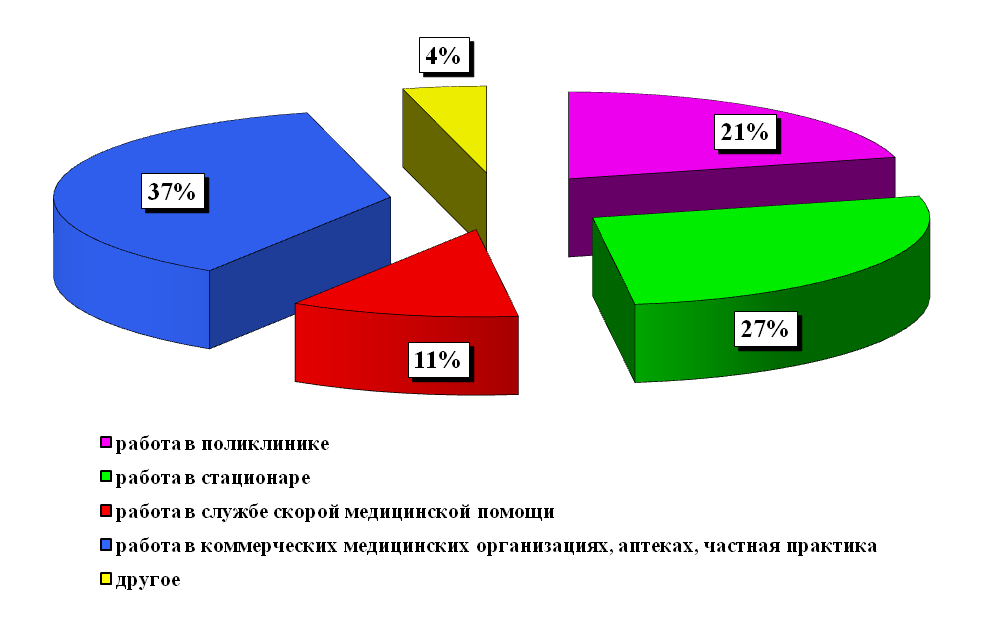 4%
21%
37%
27%
11%
работа в поликлинике
работа в стационаре
работа в службе скорой медицинской помощи
работа в коммерческих медицинских организациях, аптеках, частная практика
другое